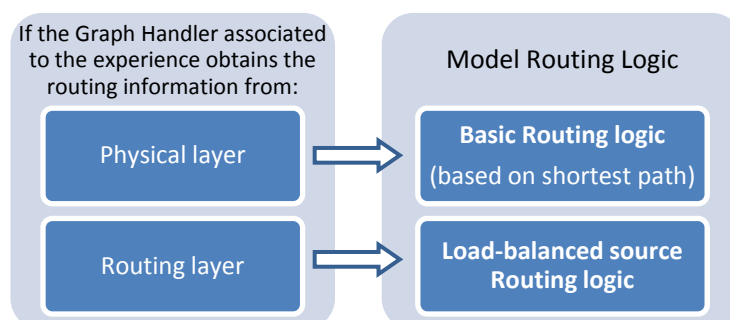 If the Graph Handler associated
to the experience obtains the
routing information from:
Physical layer
Routing layer
Model Routing Logic
Basic Routing logic
(based on shortest path)
Load-balanced source
Routing logic